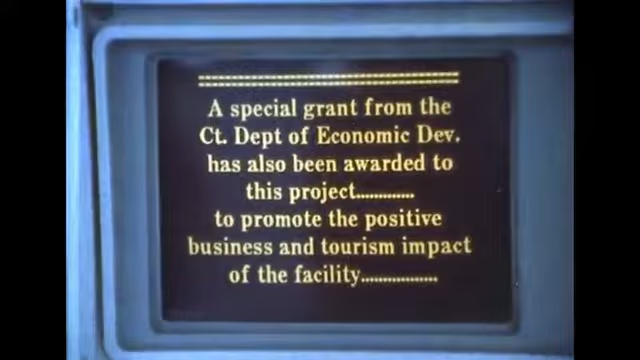 A special grant from the
Ct. Dept of Economic Dev.
has also been awarded to
this project.............
to promote the positive
business and tourism impact
of the facility.................